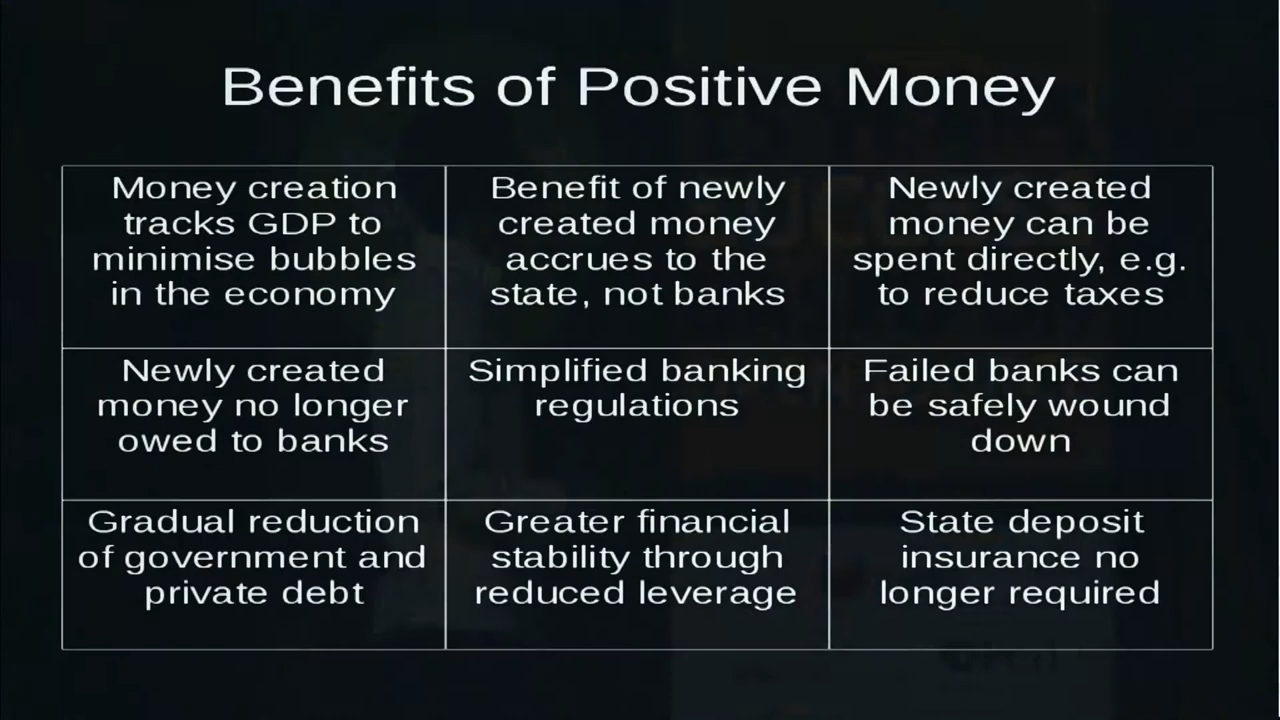 Benefits of Positive Money
Money creation
tracks GDP to
minimise bubbles
in the economy
Benefit of newly
created money
accrues to the
state, not banks
Newly created
money can be
spent directly, e.g.
to reduce taxes
Newly created
money no longer
owed to banks
Simplified banking
regulations
Failed banks can
be safely wound
down
Gradual reduction
of government and
private debt
Greater financial
stability through
reduced leverage
State deposit
insurance no
longer required